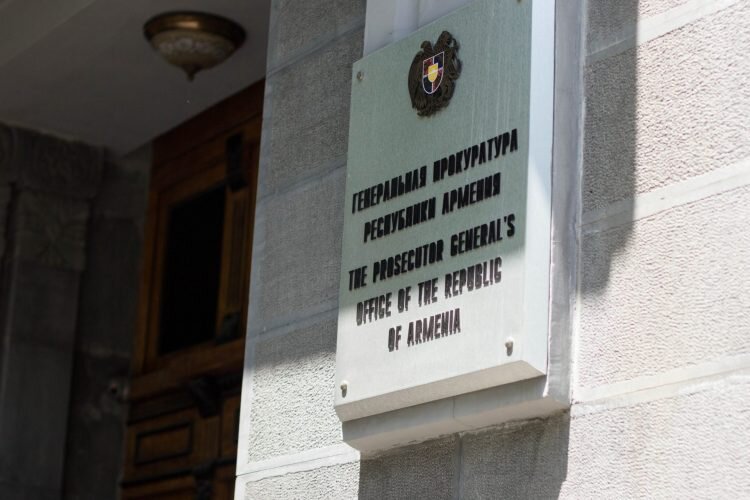 ГЕНЕРАЛЬНАЯ ПРОКУРАТУРА
РЕСПУБЛИКИ АРМЕНИЯ
THE PROSECUTOR GENERAL'S
OFFICE OF THE REPUBLIC
OF ARMENIA